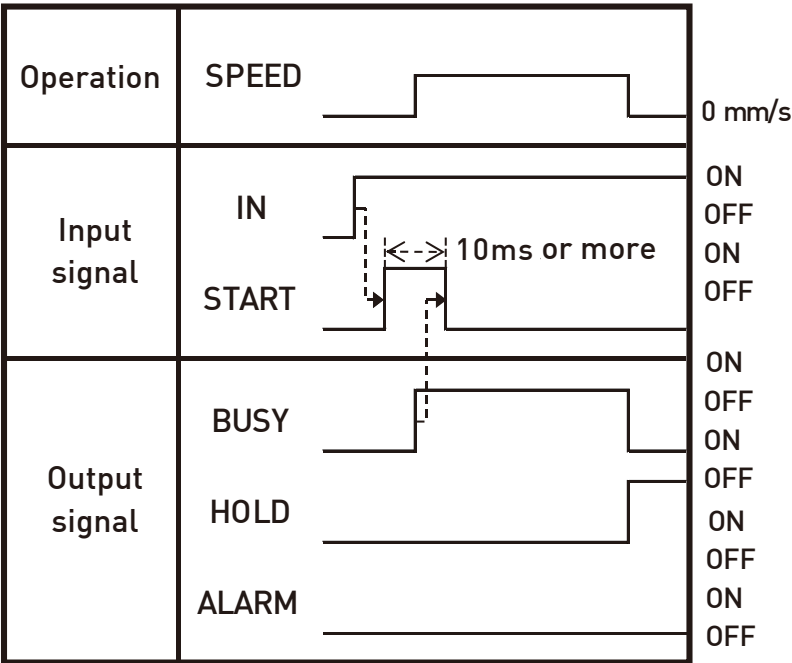 Operation
SPEED
0 mm/s
Input
signal
IN
ON
OFF
10ms or more
ON
START
OFF
ON
OFF
BUSY
ON
Output
signal
OFF
HOLD
ON
OFF
ALARM
ON
OFF